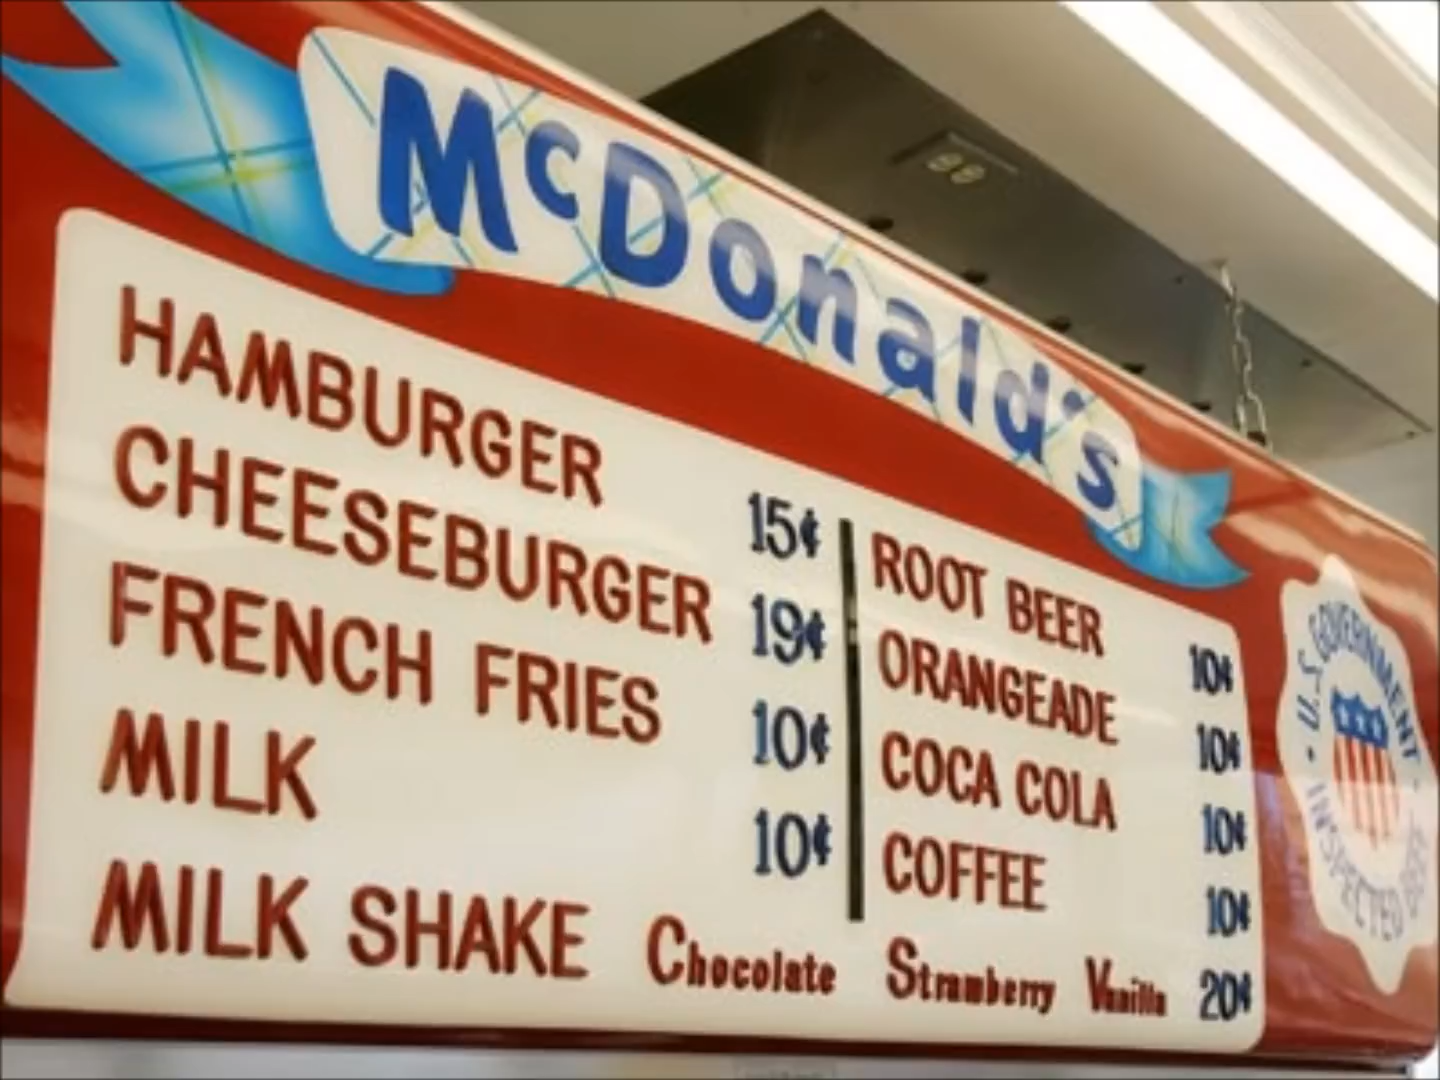 McDonald's
HAMBURGER 15¢
CHEESEBURGER 19¢
FRENCH FRIES 10¢
MILK 10¢
ROOT BEER 10¢
ORANGEADE 10¢
COCA COLA 10¢
COFFEE 10¢
MILK SHAKE Chocolate Strawberry Vanilla 20¢
U.S. GOVERNMENT
INSPECTED BEEF